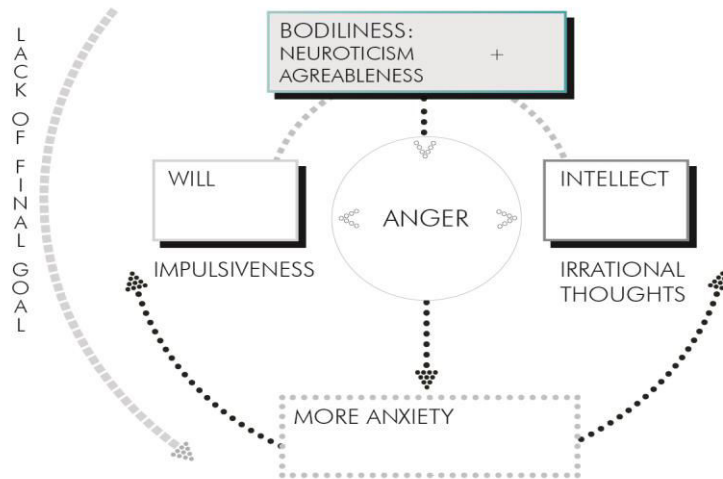 LACK OF FINAL GOAL
BODILINESS:
NEUROTICISM +
AGREABLENESS
WILL
ANGER
INTELLECT
IMPULSIVENESS
IRRATIONAL
THOUGHTS
MORE ANXIETY